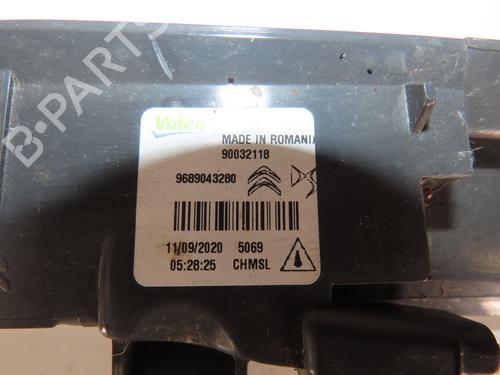 B-PARTS
Valeo
MADE IN ROMANIA
90032118
9689043280
11/09/2020 5069
05:28:25 CHMSL